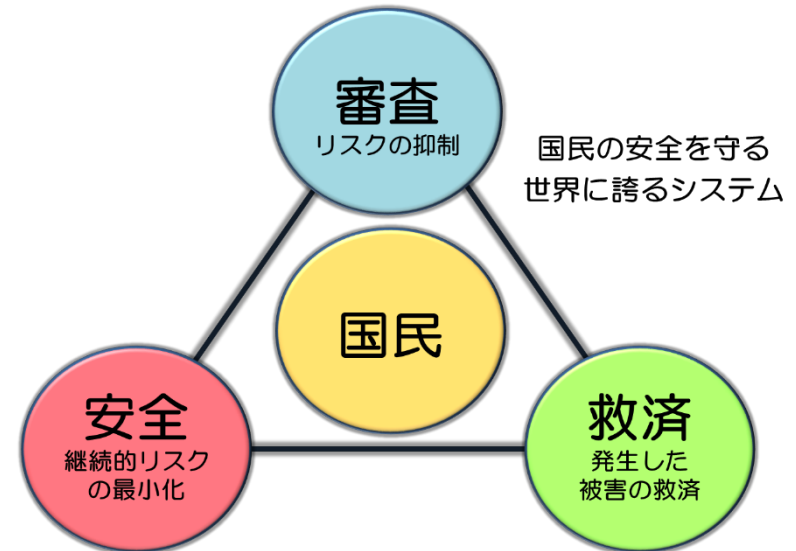 審査
リスクの抑制
国民の安全を守る
世界に誇るシステム
国民
安全
継続的リスク
の最小化
救済
発生した
被害の救済